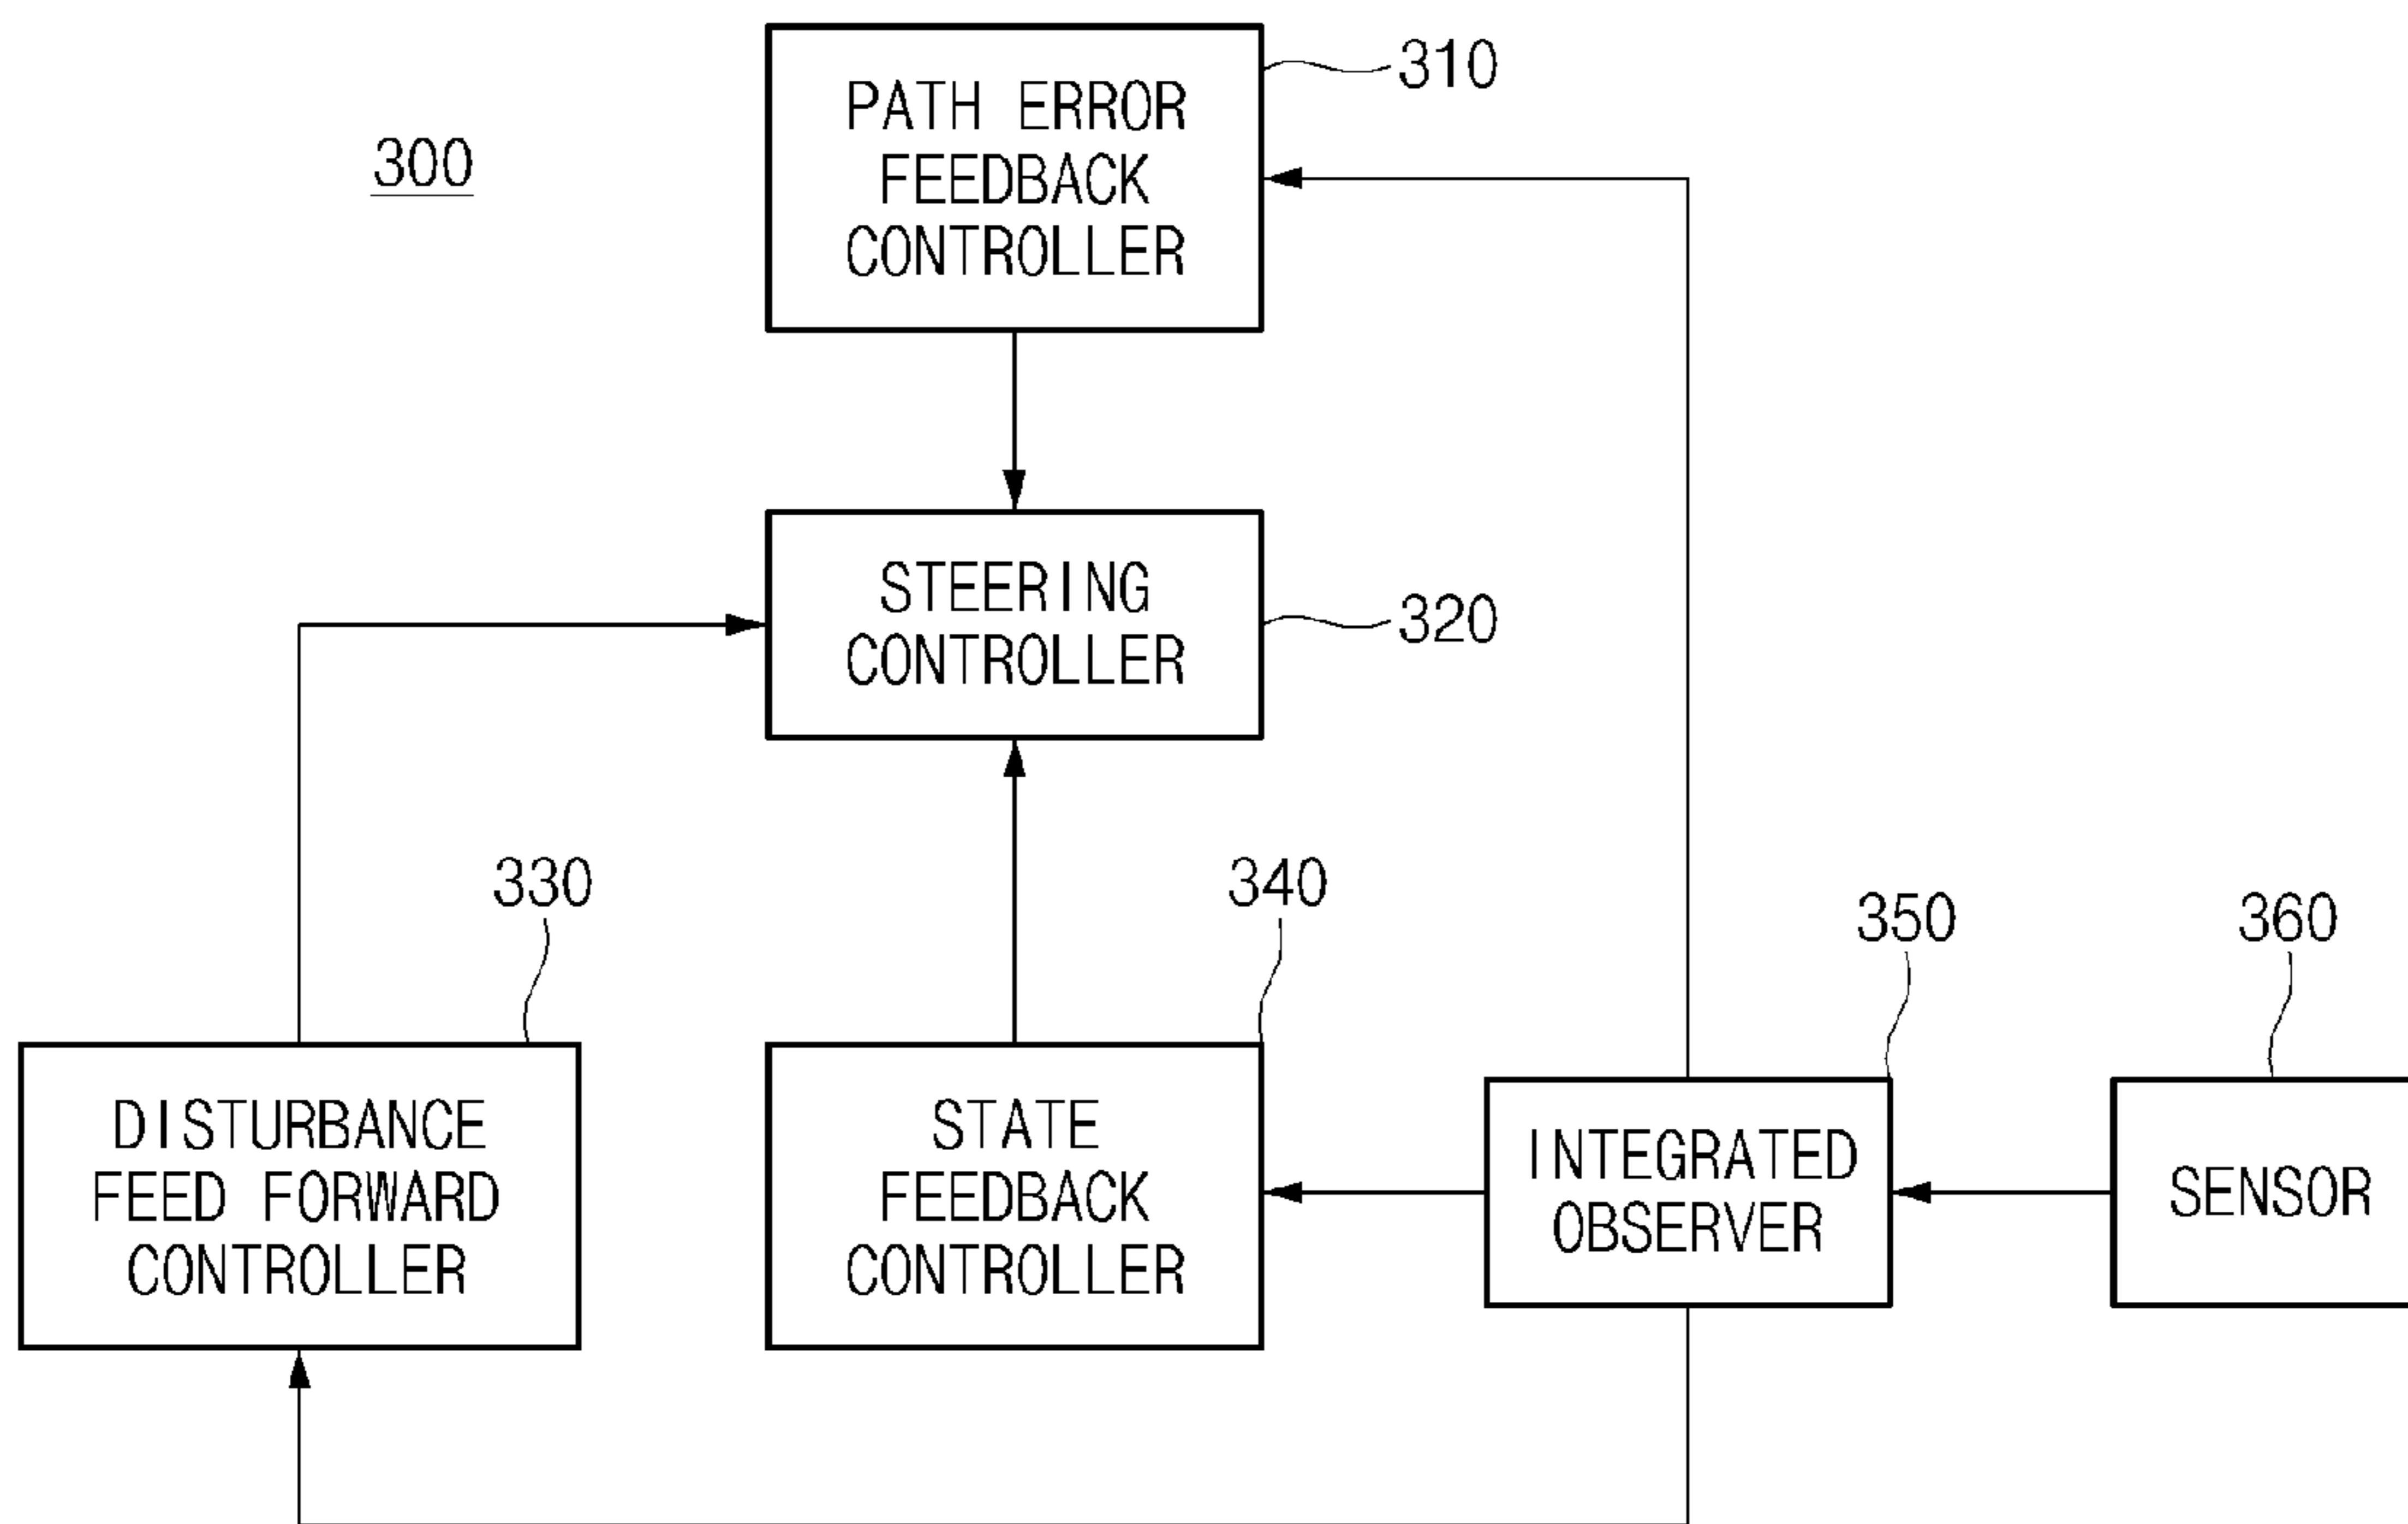 300
PATH ERROR
FEEDBACK
CONTROLLER
310
STEERING
CONTROLLER
320
330
DISTURBANCE
FEED FORWARD
CONTROLLER
340
STATE
FEEDBACK
CONTROLLER
350
INTEGRATED
OBSERVER
360
SENSOR